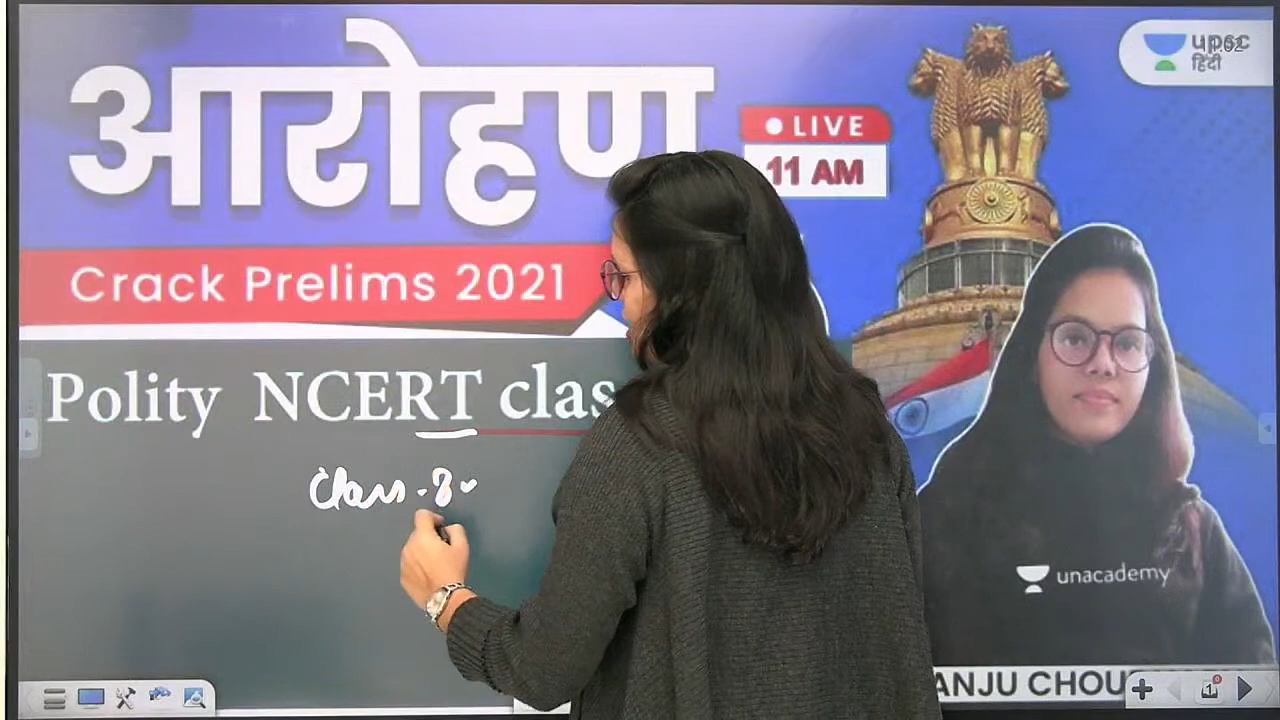 आरोहण
LIVE
11 AM
upsc
हिंदी
Crack Prelims 2021
Polity NCERT clas
Class - 8
unacademy
ANJU CHOU